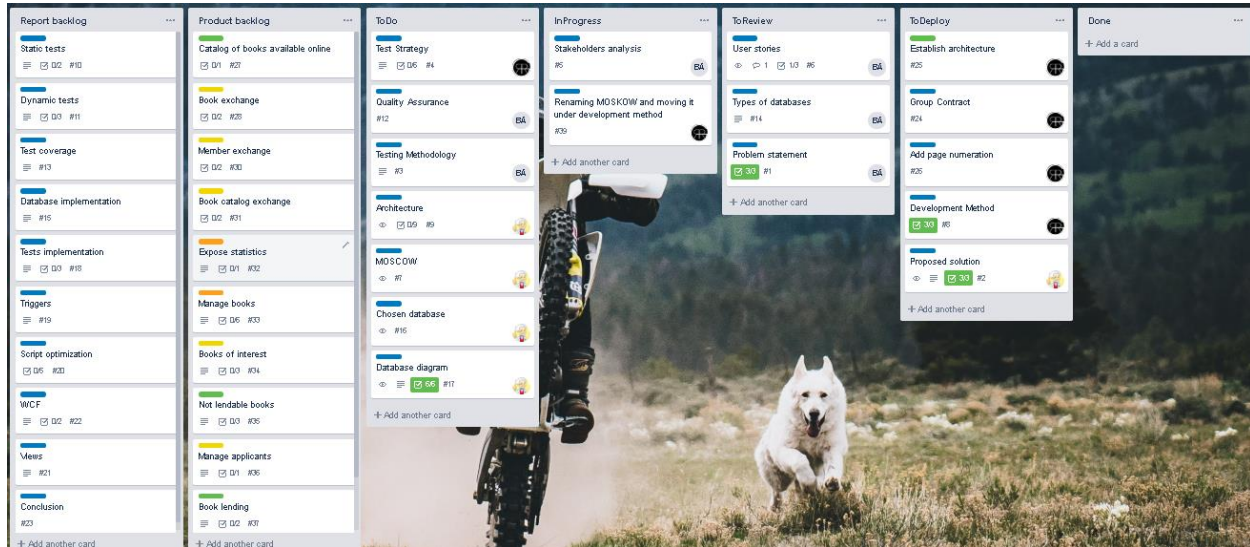 Report backlog
Static tests
0/2 #10
Dynamic tests
0/3 #11
Test coverage
#13
Database implementation
#15
Tests implementation
0/3 #18
Triggers
#19
Script optimization
0/5 #20
WCF
0/2 #22
Views
#21
Conclusion
#23
+ Add another card
Product backlog
Catalog of books available online
0/1 #27
Book exchange
0/2 #28
Member exchange
0/2 #30
Book catalog exchange
0/2 #31
Expose statistics
0/1 #32
Manage books
0/6 #33
Books of interest
0/3 #34
Not lendable books
0/3 #35
Manage applicants
0/1 #36
Book lending
0/2 #37
+ Add another card
ToDo
Test Strategy
0/6 #4
Quality Assurance
#12
BÁ
Testing Methodology
#3
BÁ
Architecture
0/9 #9
MOSCOW
#7
Chosen database
#16
Database diagram
6/6 #17
+ Add another card
InProgress
Stakeholders analysis
#5
BÁ
Renaming MOSKOW and moving it
under development method
#39
+ Add another card
ToReview
User stories
1 1/3 #6
BÁ
Types of databases
#14
BÁ
Problem statement
3/3 #1
BÁ
+ Add another card
ToDeploy
Establish architecture
#25
Group Contract
#24
Add page numeration
#26
Development Method
3/3 #8
Proposed solution
3/3 #2
+ Add another card
Done
+ Add a card